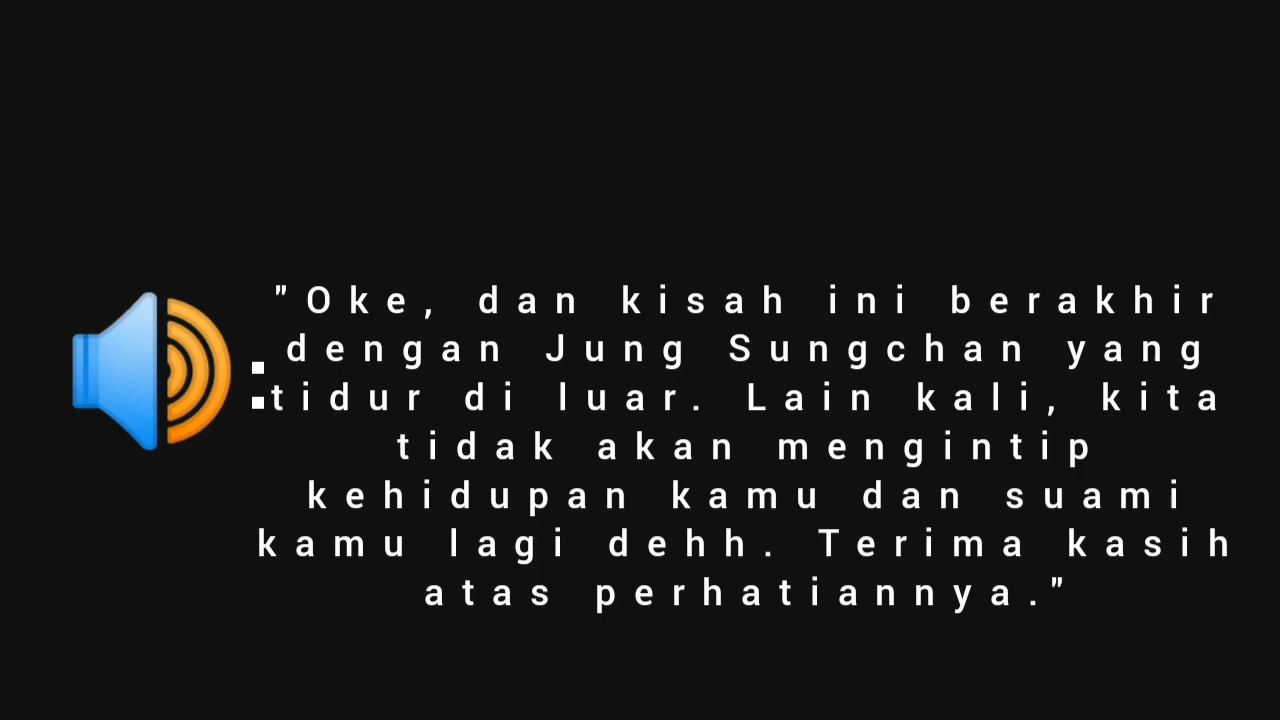 "Oke, dan kisah ini berakhir
dengan Jung Sungchan yang
: tidur di luar. Lain kali, kita
tidak akan mengintip
kehidupan kamu dan suami
kamu lagi dehh. Terima kasih
atas perhatiannya."